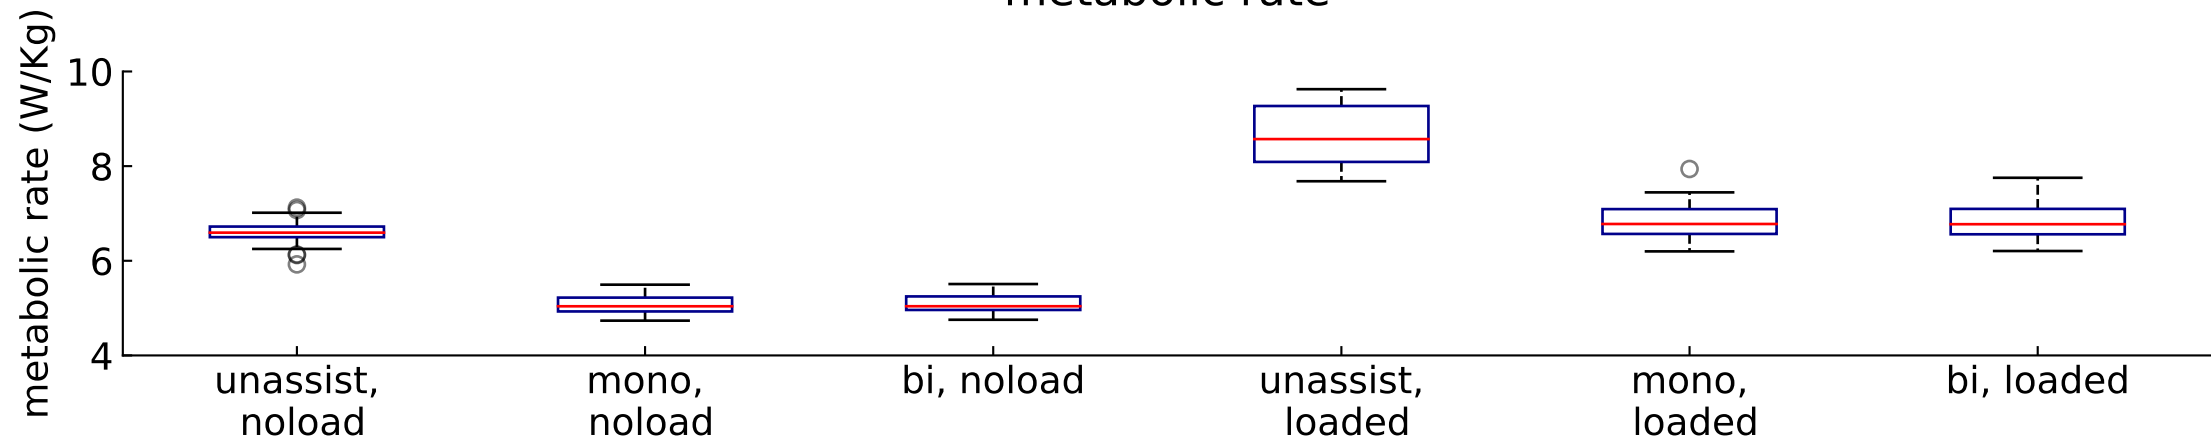 metabolic rate
metabolic rate (W/Kg)
10
8
6
4
unassist,
noload
mono,
noload
bi, noload
unassist,
loaded
mono,
loaded
bi, loaded